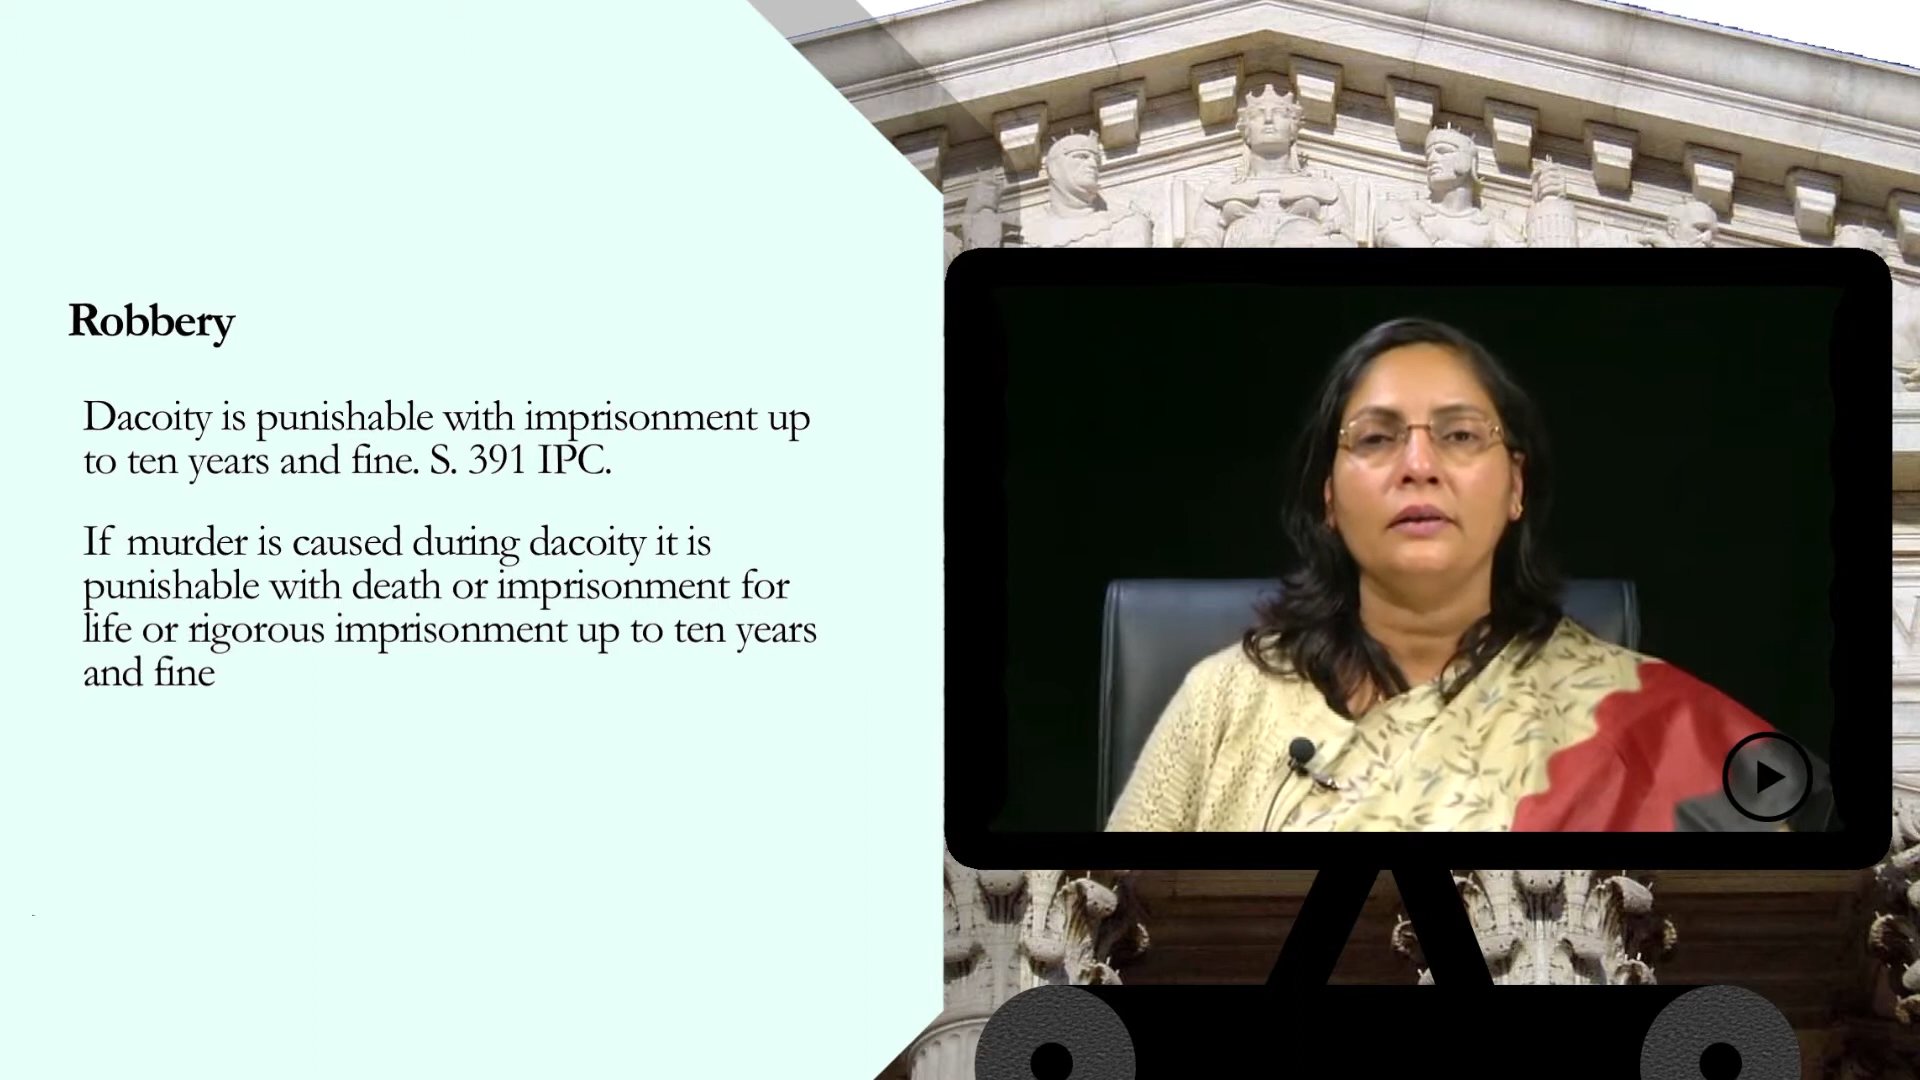 Robbery
Dacoity is punishable with imprisonment up
to ten years and fine. S. 391 IPC.
If murder is caused during dacoity it is
punishable with death or imprisonment for
life or rigorous imprisonment up to ten years
and fine